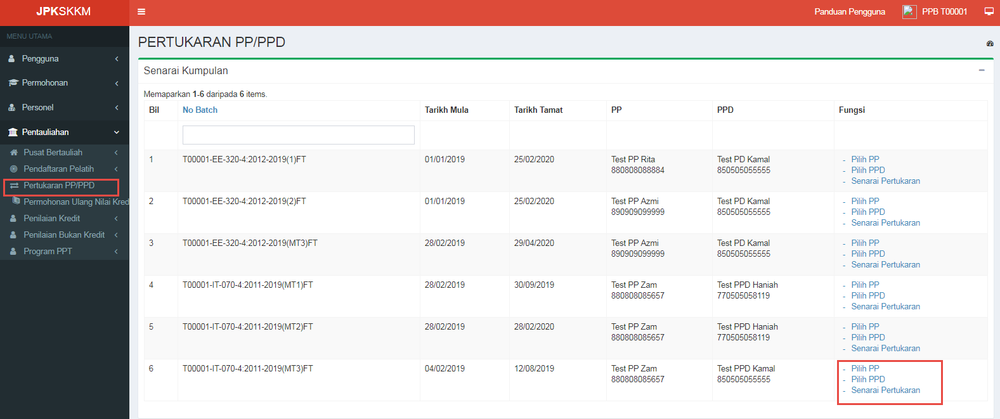 JPKSKKM
Panduan Pengguna PPB T00001
MENU UTAMA
Pengguna
Permohonan
Personel
Pentauliahan
Pusat Bertauliah
Pendaftaran Pelatih
Pertukaran PP/PPD
Permohonan Ulang Nilai Kred
Penilaian Kredit
Penilaian Bukan Kredit
Program PPT
PERTUKARAN PP/PPD
Senarai Kumpulan
Memaparkan 1-6 daripada 6 items.
Bil No Batch Tarikh Mula Tarikh Tamat PP PPD Fungsi
1 T00001-EE-320-4:2012-2019(1)FT 01/01/2019 25/02/2020 Test PP Rita Test PD Kamal - Pilih PP
880808088884 850505055555 - Pilih PPD
- Senarai Pertukaran
2 T00001-EE-320-4:2012-2019(2)FT 01/01/2019 25/02/2020 Test PP Azmi Test PD Kamal - Pilih PP
890909099999 850505055555 - Pilih PPD
- Senarai Pertukaran
3 T00001-EE-320-4:2012-2019(MT3)FT 28/02/2019 29/04/2020 Test PP Azmi Test PD Kamal - Pilih PP
890909099999 850505055555 - Pilih PPD
- Senarai Pertukaran
4 T00001-IT-070-4:2011-2019(MT1)FT 28/02/2019 30/09/2019 Test PP Zam Test PPD Haniah - Pilih PP
880808085657 770505058119 - Pilih PPD
- Senarai Pertukaran
5 T00001-IT-070-4:2011-2019(MT2)FT 28/02/2019 28/02/2020 Test PP Zam Test PPD Haniah - Pilih PP
880808085657 770505058119 - Pilih PPD
- Senarai Pertukaran
6 T00001-IT-070-4:2011-2019(MT3)FT 04/02/2019 12/08/2019 Test PP Zam Test PPD Kamal - Pilih PP
880808085657 850505055555 - Pilih PPD
- Senarai Pertukaran